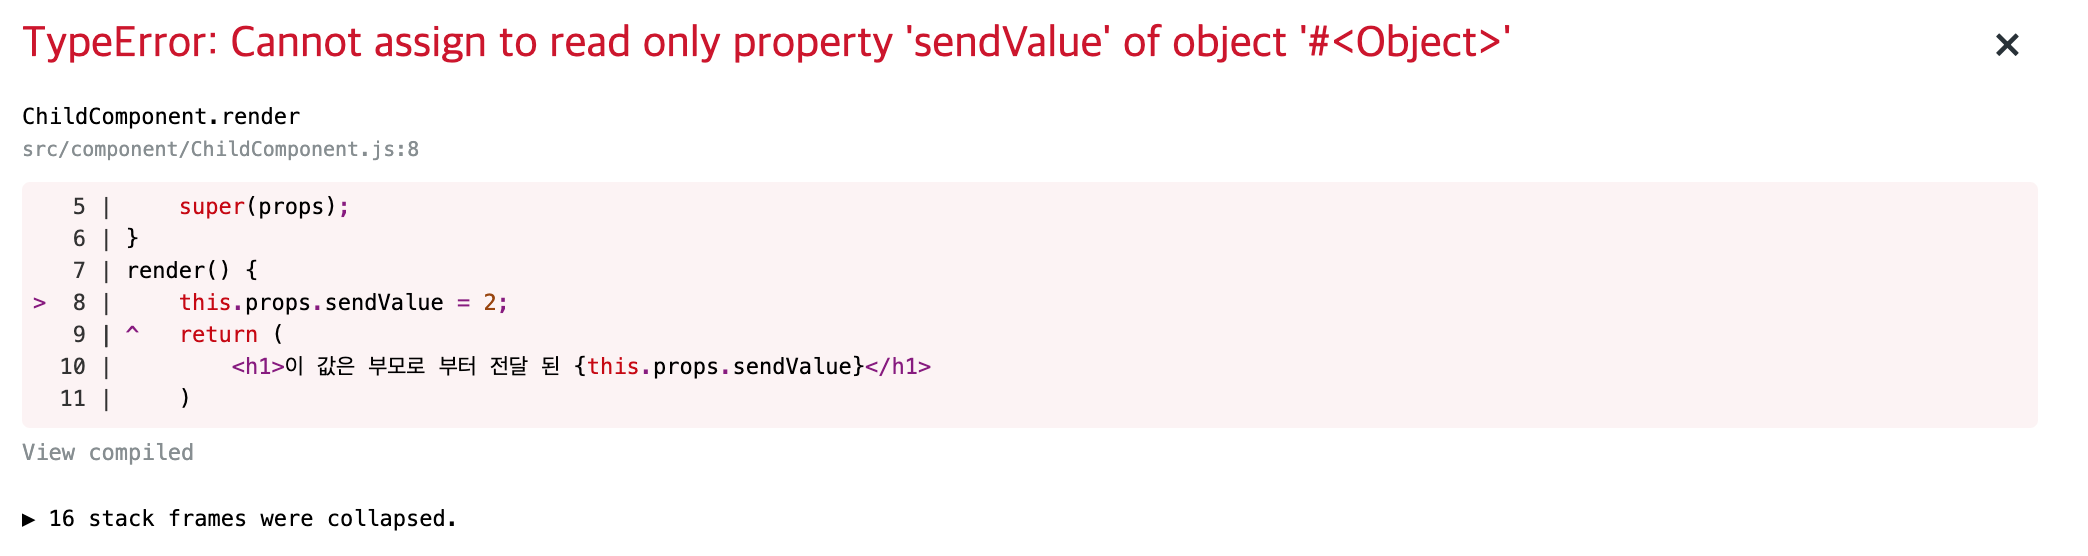 TypeError: Cannot assign to read only property 'sendValue' of object '#<Object>'
×
ChildComponent.render
src/component/ChildComponent.js:8
  5 |     super(props);
  6 | }
  7 | render() {
> 8 |     this.props.sendValue = 2;
  9 | ^   return (
 10 |         <h1>이 값은 부모로 부터 전달 된 {this.props.sendValue}</h1>
 11 |     )
View compiled
▶ 16 stack frames were collapsed.